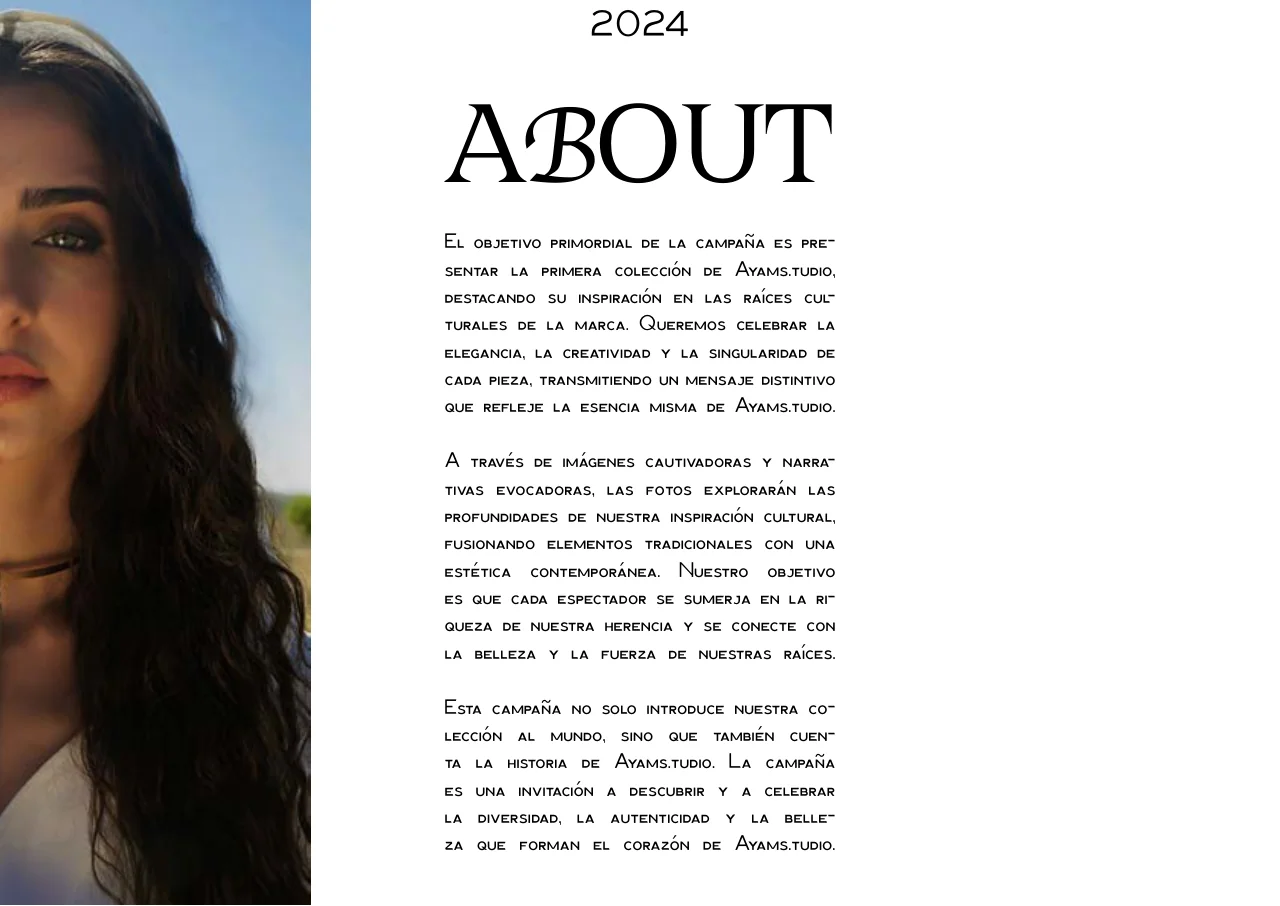 2024
ABOUT
El objetivo primordial de la campaña es pre-
sentar la primera colección de Ayams.tudio,
destacando su inspiración en las raíces cul-
turales de la marca. Queremos celebrar la
elegancia, la creatividad y la singularidad de
cada pieza, transmitiendo un mensaje distintivo
que refleje la esencia misma de Ayams.tudio.
A través de imágenes cautivadoras y narra-
tivas evocadoras, las fotos explorarán las
profundidades de nuestra inspiración cultural,
fusionando elementos tradicionales con una
estética contemporánea. Nuestro objetivo
es que cada espectador se sumerja en la ri-
queza de nuestra herencia y se conecte con
la belleza y la fuerza de nuestras raíces.
Esta campaña no solo introduce nuestra co-
lección al mundo, sino que también cuen-
ta la historia de Ayams.tudio. La campaña
es una invitación a descubrir y a celebrar
la diversidad, la autenticidad y la belle-
za que forman el corazón de Ayams.tudio.